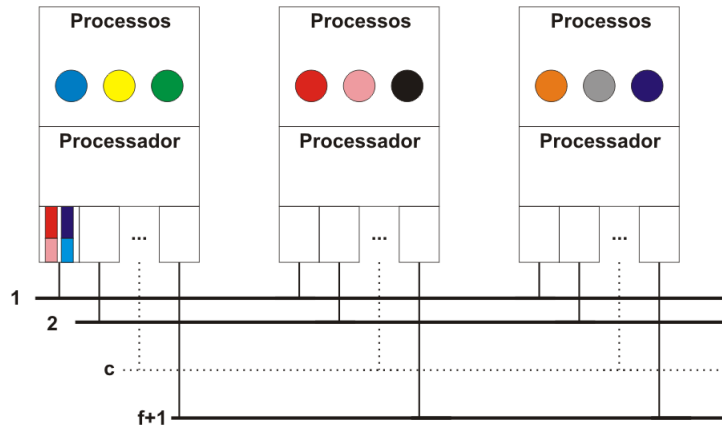 Processos
Processos
Processos
Processador
Processador
Processador
...
...
...
1
2
c
f+1